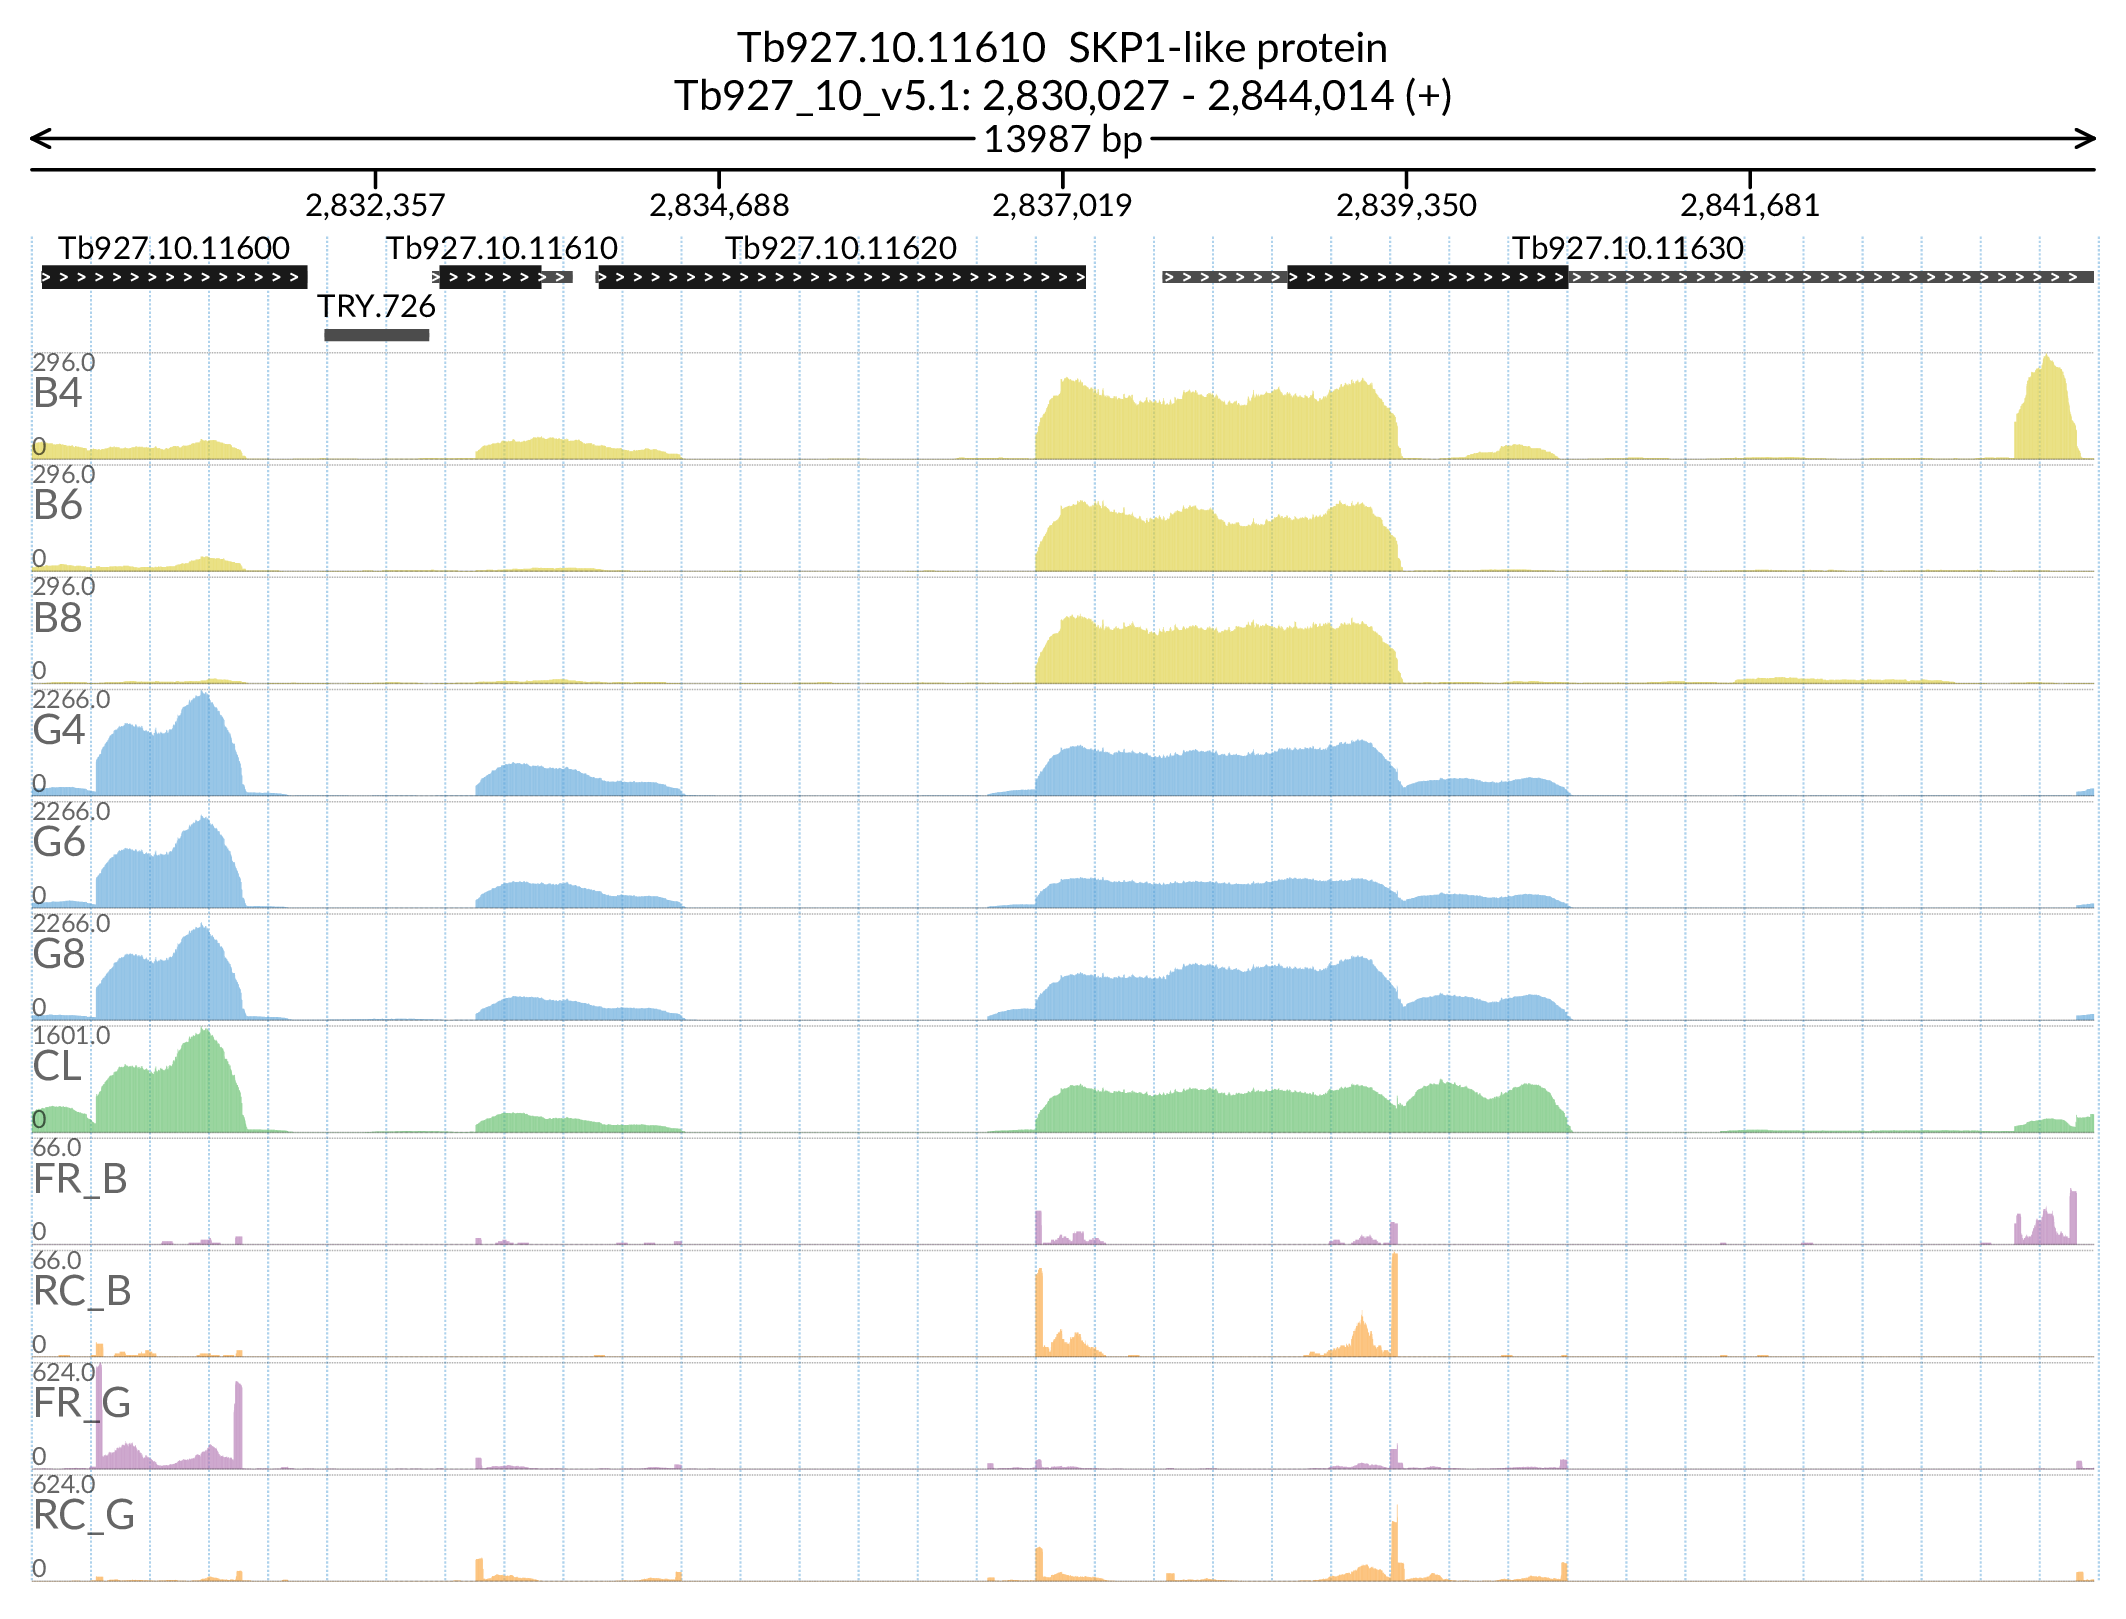 Tb927.10.11610 SKP1-like protein
Tb927_10_v5.1: 2,830,027 - 2,844,014 (+)
13987 bp
2,832,357 2,834,688 2,837,019 2,839,350 2,841,681
Tb927.10.11600 Tb927.10.11610 Tb927.10.11620 Tb927.10.11630
TRY.726
296.0
B4
0
296.0
B6
0
296.0
B8
0
2266.0
G4
0
2266.0
G6
0
2266.0
G8
0
1601.0
CL
0
66.0
FR_B
0
66.0
RC_B
0
624.0
FR_G
0
624.0
RC_G
0